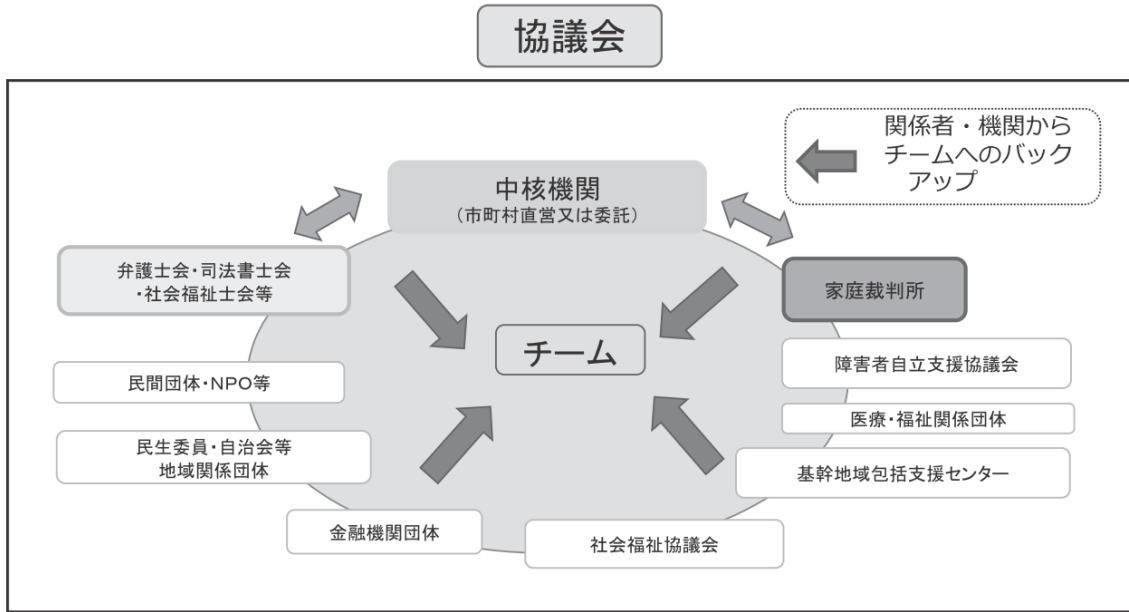 協議会
関係者・機関から
チームへのバック
アップ
中核機関
（市町村直営又は委託）
弁護士会・司法書士会
・社会福祉士会等
家庭裁判所
チーム
障害者自立支援協議会
民間団体・NPO等
医療・福祉関係団体
民生委員・自治会等
地域関係団体
基幹地域包括支援センター
金融機関団体
社会福祉協議会